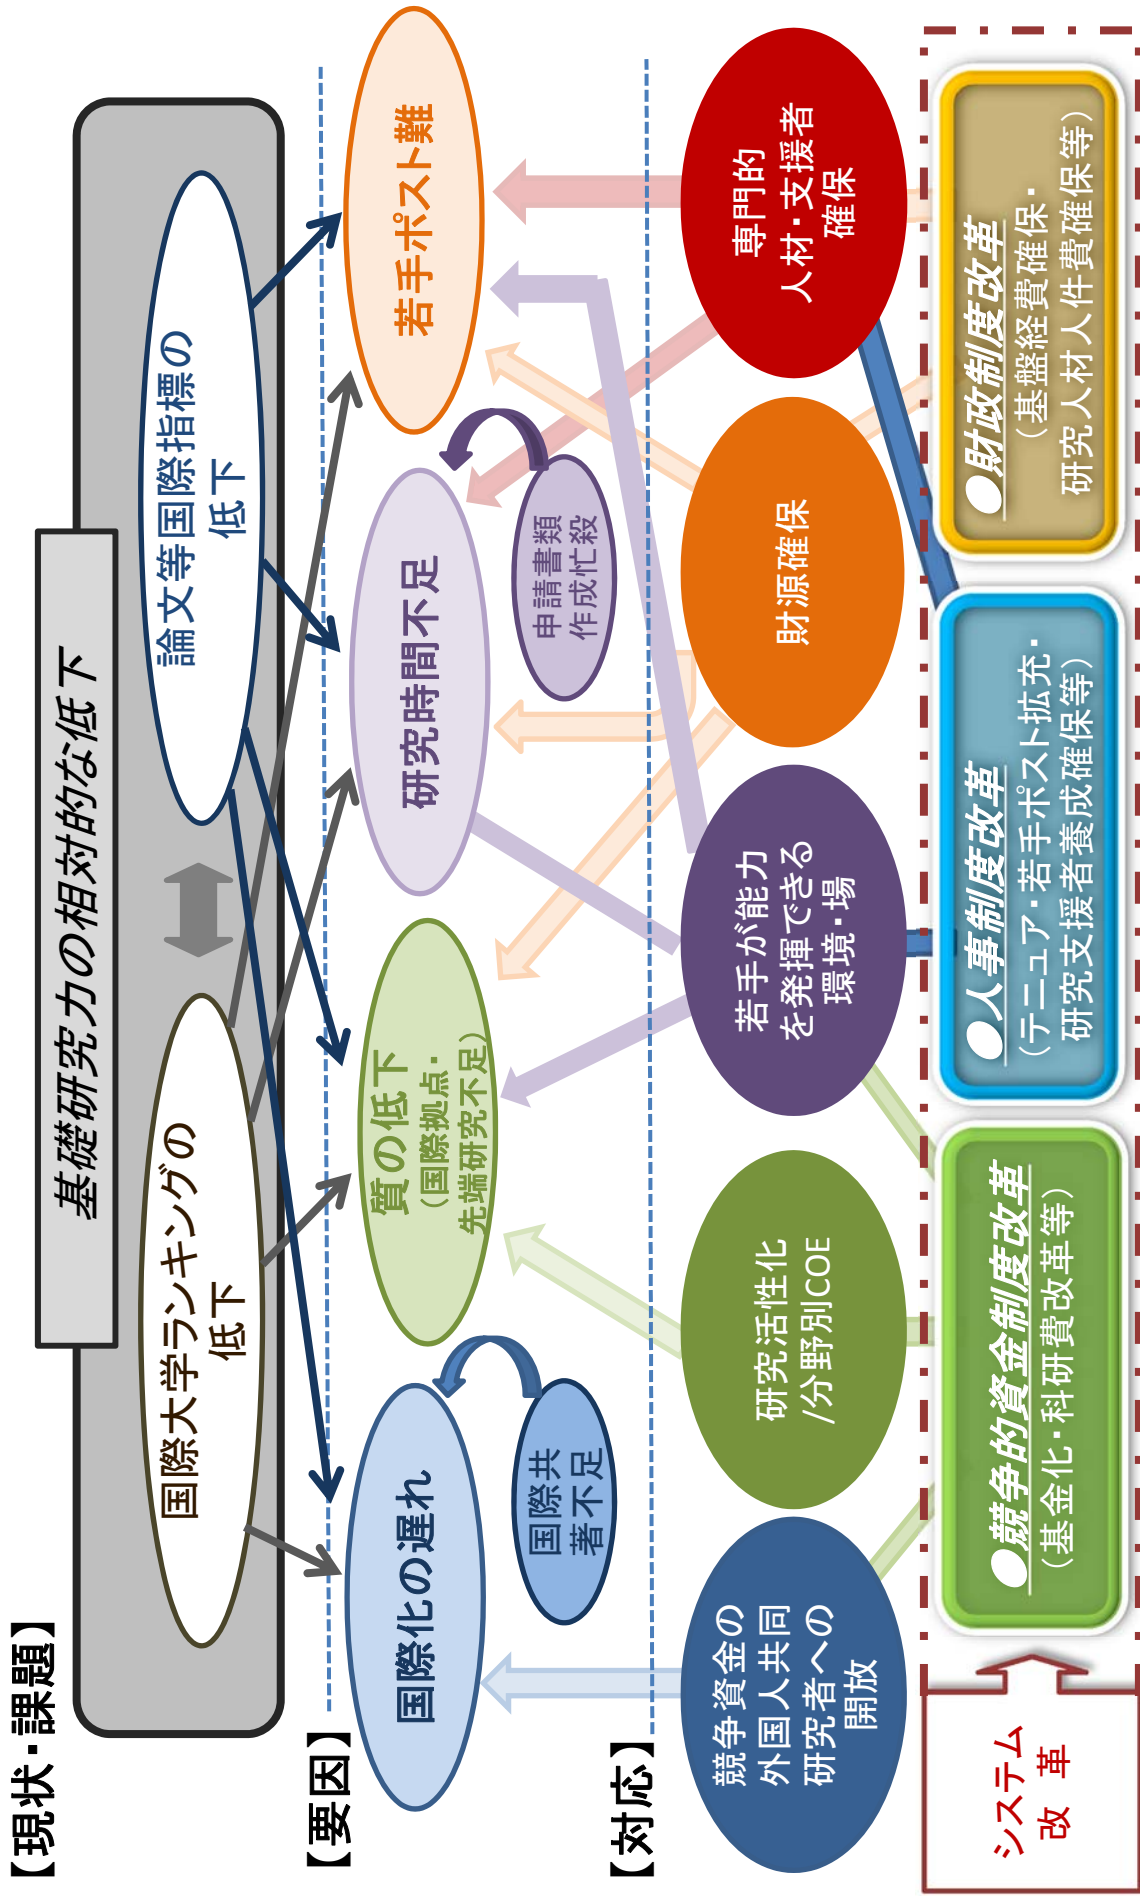 【現状・課題】
基礎研究力の相対的な低下
国際大学ランキングの
低下
論文等国際指標の
低下
【要因】
国際化の遅れ
質の低下
（国際拠点・
先端研究不足）
研究時間不足
若手ポスト難
国際共
著不足
申請書類
作成忙殺
【対応】
競争資金の
外国人共同
研究者への
開放
研究活性化
/分野別COE
若手が能力
を発揮できる
環境・場
財源確保
専門的
人材・支援者
確保
システム
改 革
●競争的資金制度改革
（基金化・科研費改革等）
●人事制度改革
（テニュア・若手ポスト拡充・
研究支援者養成確保等）
●財政制度改革
（基盤経費確保・
研究人材人件費確保等）